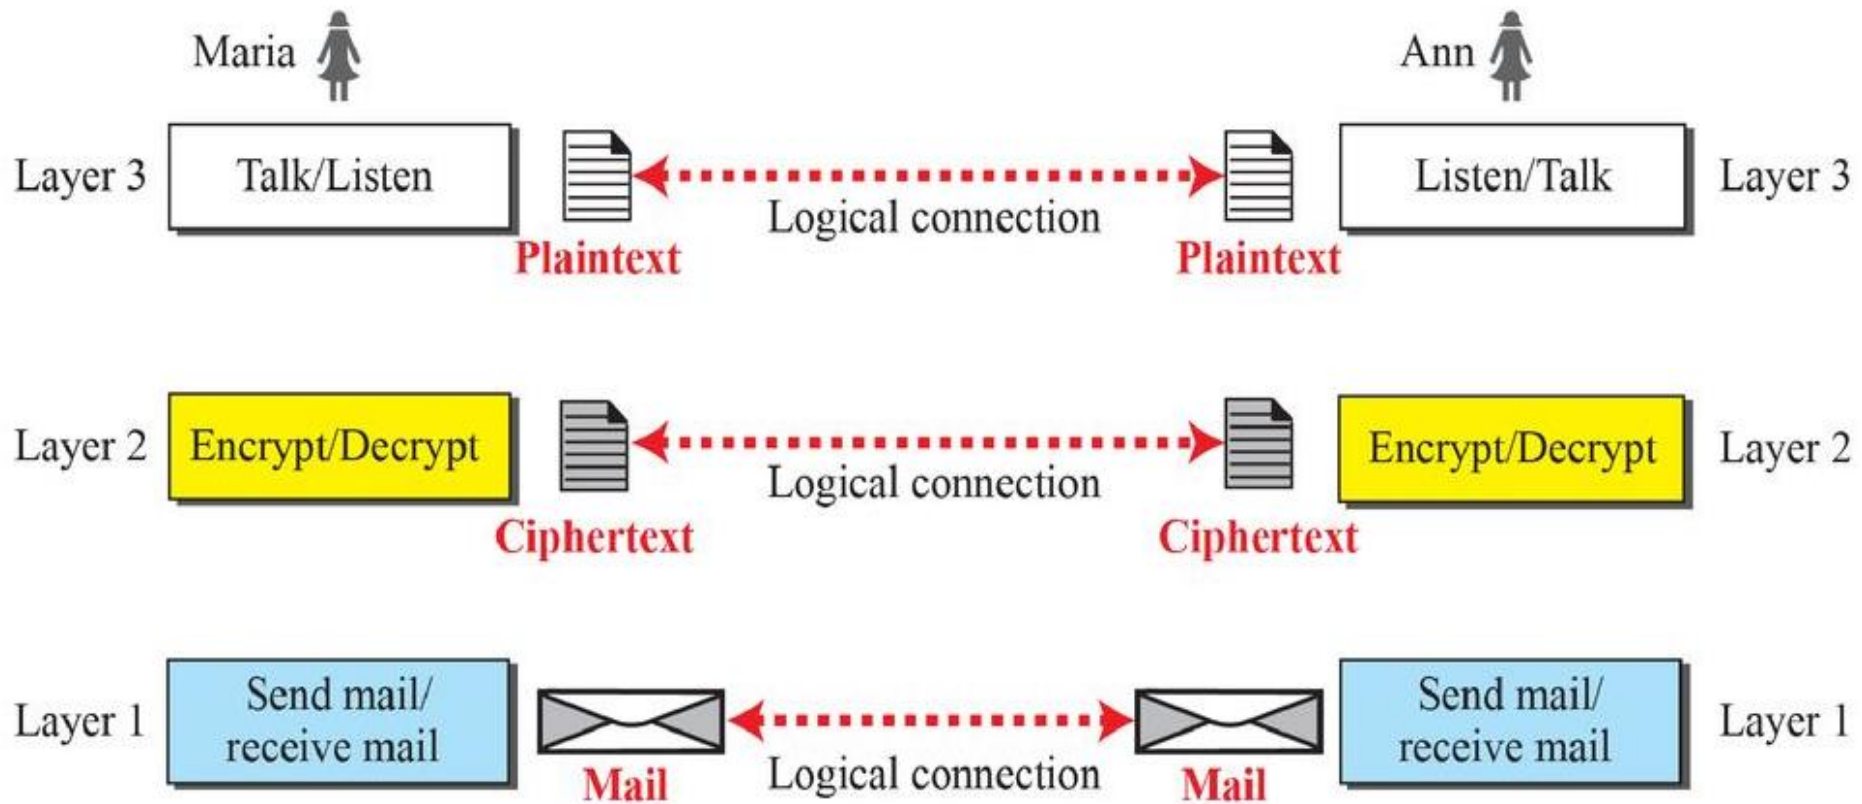 Maria
Ann
Layer 3
Talk/Listen
Plaintext
Logical connection
Plaintext
Listen/Talk
Layer 3
Layer 2
Encrypt/Decrypt
Ciphertext
Logical connection
Ciphertext
Encrypt/Decrypt
Layer 2
Layer 1
Send mail/
receive mail
Mail
Logical connection
Mail
Send mail/
receive mail
Layer 1